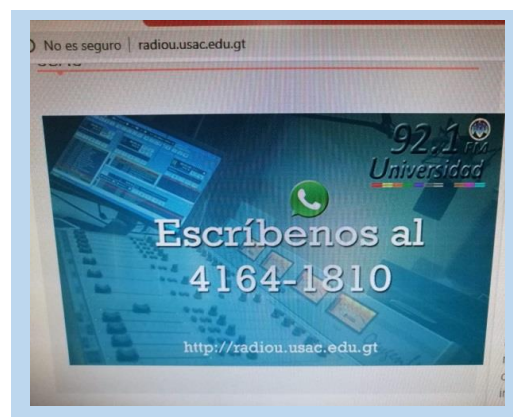 No es seguro | radiou.usac.edu.gt
92.1 FM
Universidad
Escríbenos al
4164-1810
http://radiou.usac.edu.gt